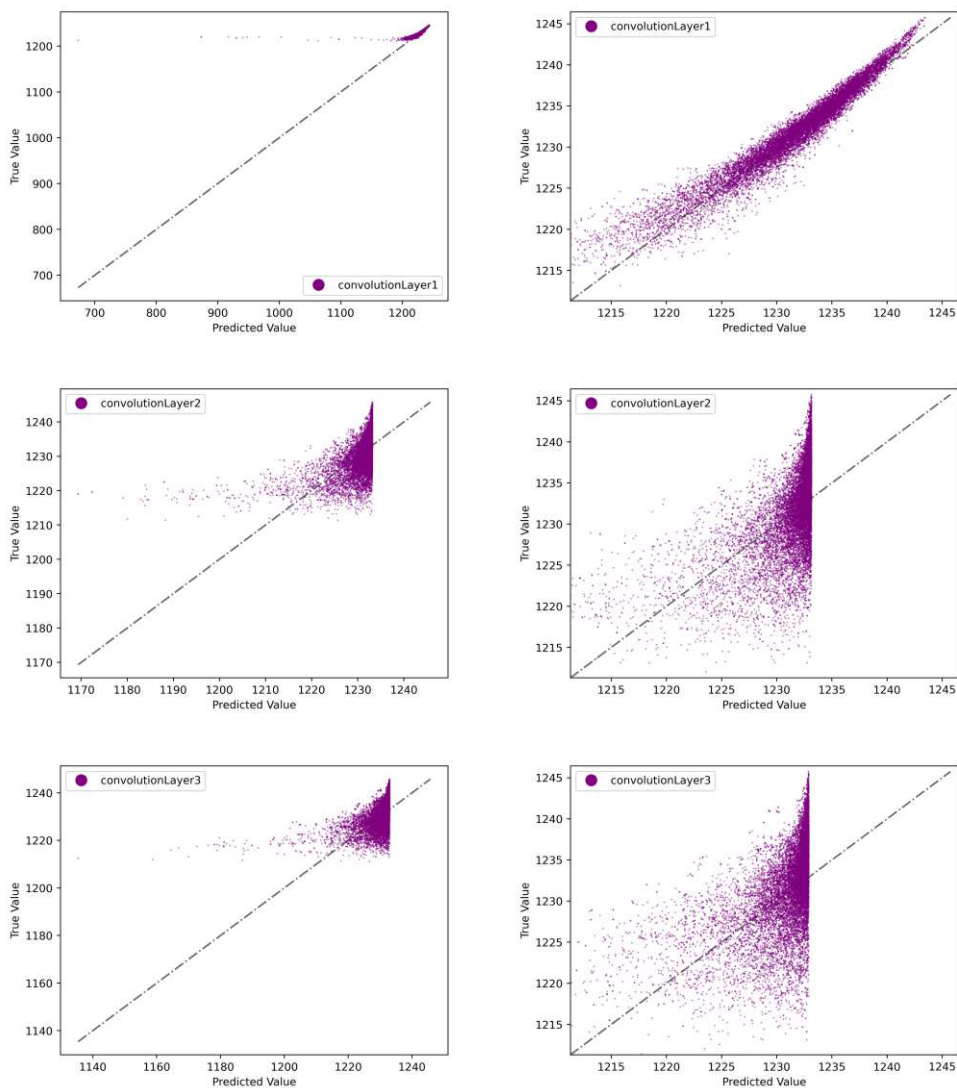 1200
1100
1000
900
800
700
True Value
convolutionLayer1
700 800 900 1000 1100 1200
Predicted Value
1245
1240
1235
1230
1225
1220
1215
True Value
convolutionLayer1
1215 1220 1225 1230 1235 1240 1245
Predicted Value
1240
1230
1220
1210
1200
1190
1180
1170
True Value
convolutionLayer2
1170 1180 1190 1200 1210 1220 1230 1240
Predicted Value
1245
1240
1235
1230
1225
1220
1215
True Value
convolutionLayer2
1215 1220 1225 1230 1235 1240 1245
Predicted Value
1240
1220
1200
1180
1160
1140
True Value
convolutionLayer3
1140 1160 1180 1200 1220 1240
Predicted Value
1245
1240
1235
1230
1225
1220
1215
True Value
convolutionLayer3
1215 1220 1225 1230 1235 1240 1245
Predicted Value